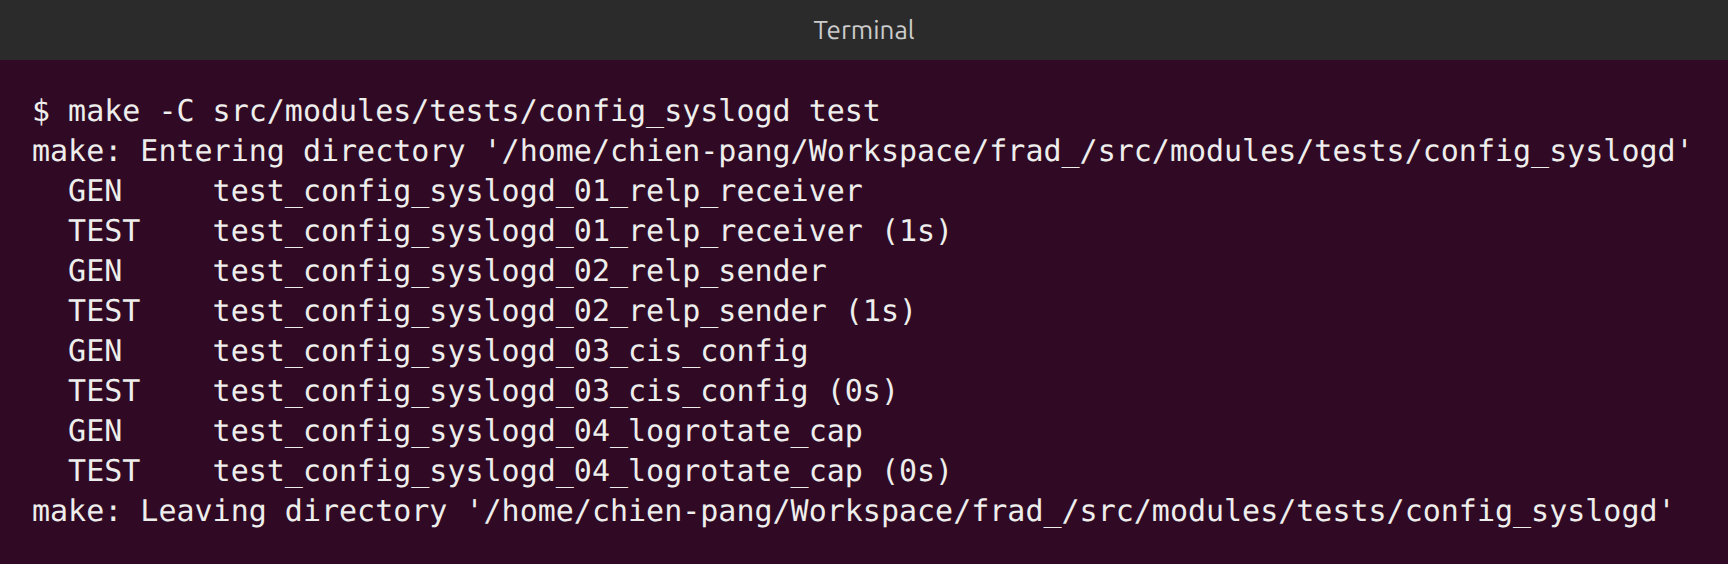 Terminal
$ make -C src/modules/tests/config_syslogd test
make: Entering directory '/home/chien-pang/Workspace/frad_/src/modules/tests/config_syslogd'
  GEN     test_config_syslogd_01_relp_receiver
  TEST    test_config_syslogd_01_relp_receiver (1s)
  GEN     test_config_syslogd_02_relp_sender
  TEST    test_config_syslogd_02_relp_sender (1s)
  GEN     test_config_syslogd_03_cis_config
  TEST    test_config_syslogd_03_cis_config (0s)
  GEN     test_config_syslogd_04_logrotate_cap
  TEST    test_config_syslogd_04_logrotate_cap (0s)
make: Leaving directory '/home/chien-pang/Workspace/frad_/src/modules/tests/config_syslogd'